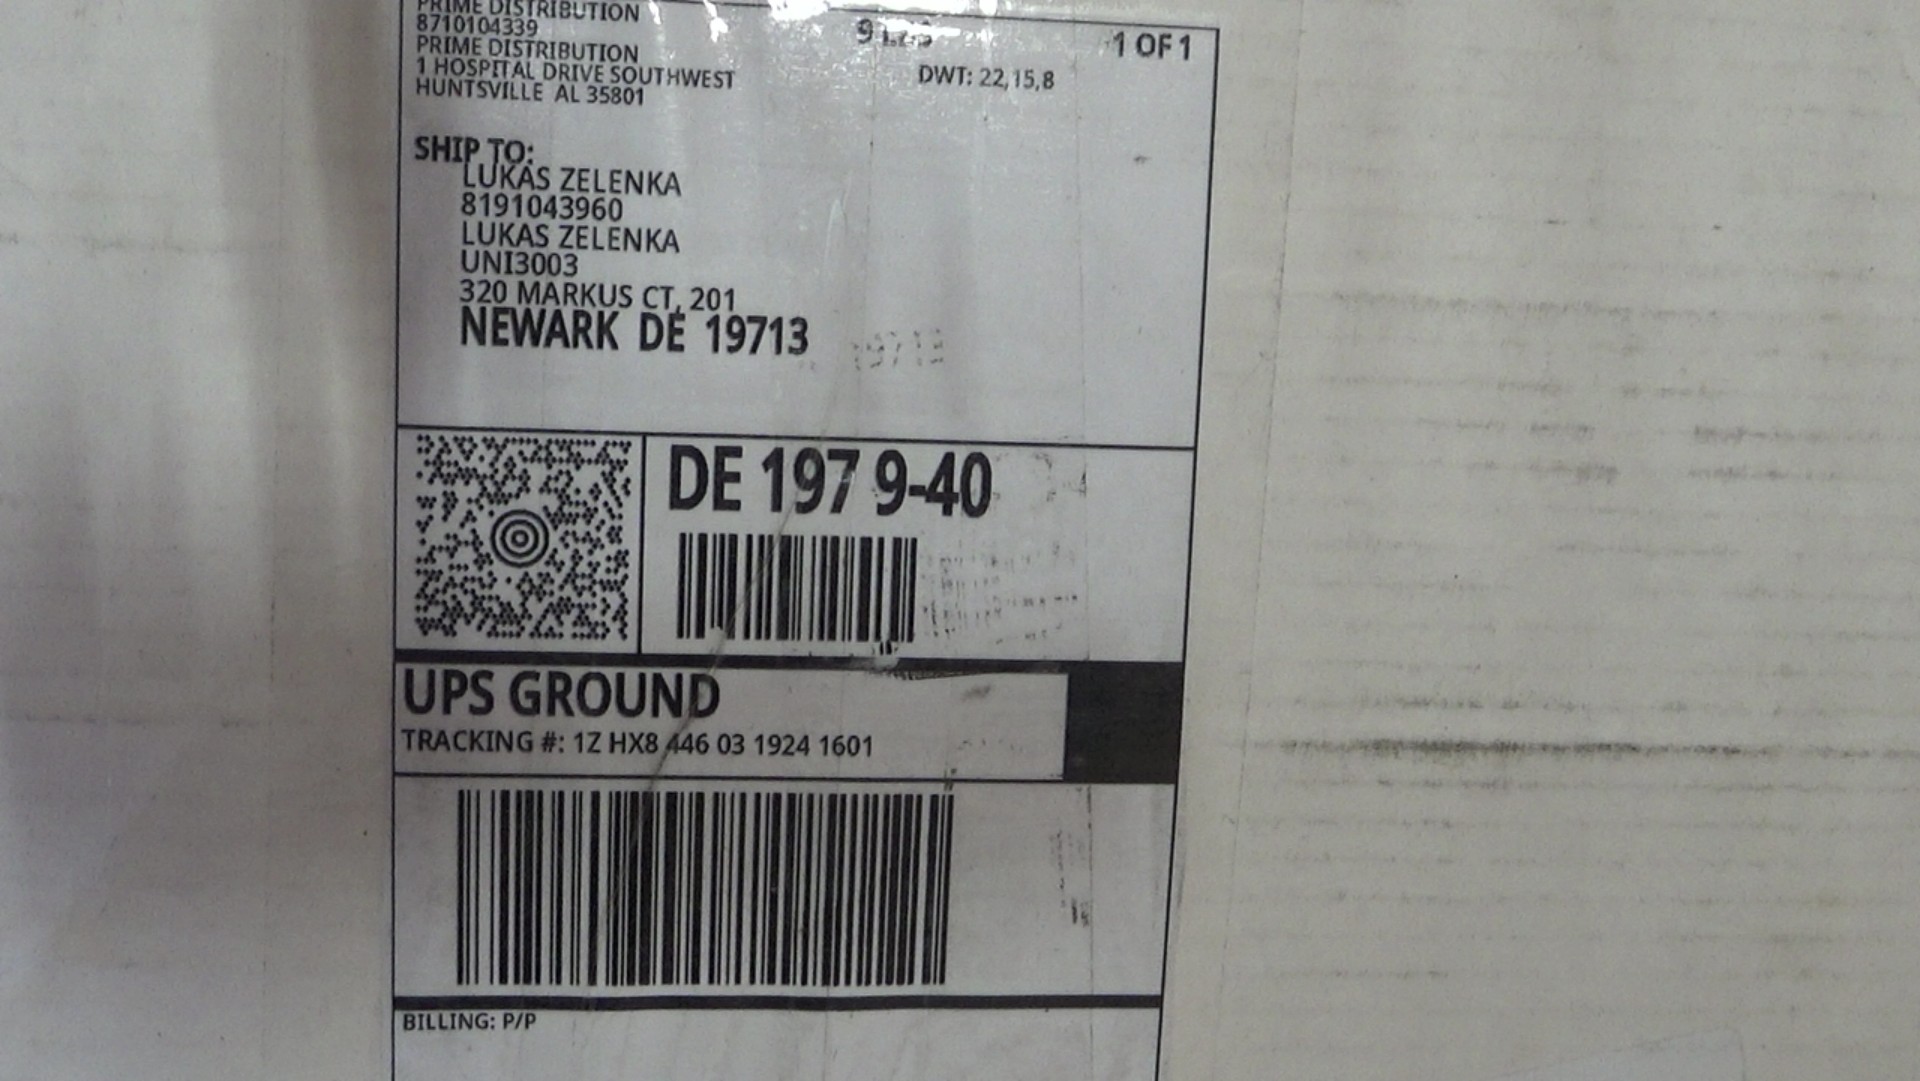 PRIME DISTRIBUTION
8710104339
PRIME DISTRIBUTION
1 HOSPITAL DRIVE SOUTHWEST
HUNTSVILLE AL 35801
1 OF 1
DWT: 22,15,8
SHIP TO:
LUKAS ZELENKA
8191043960
LUKAS ZELENKA
UNI3003
320 MARKUS CT, 201
NEWARK DE 19713
DE 197 9-40
UPS GROUND
TRACKING #: 1Z HX8 446 03 1924 1601
BILLING: P/P